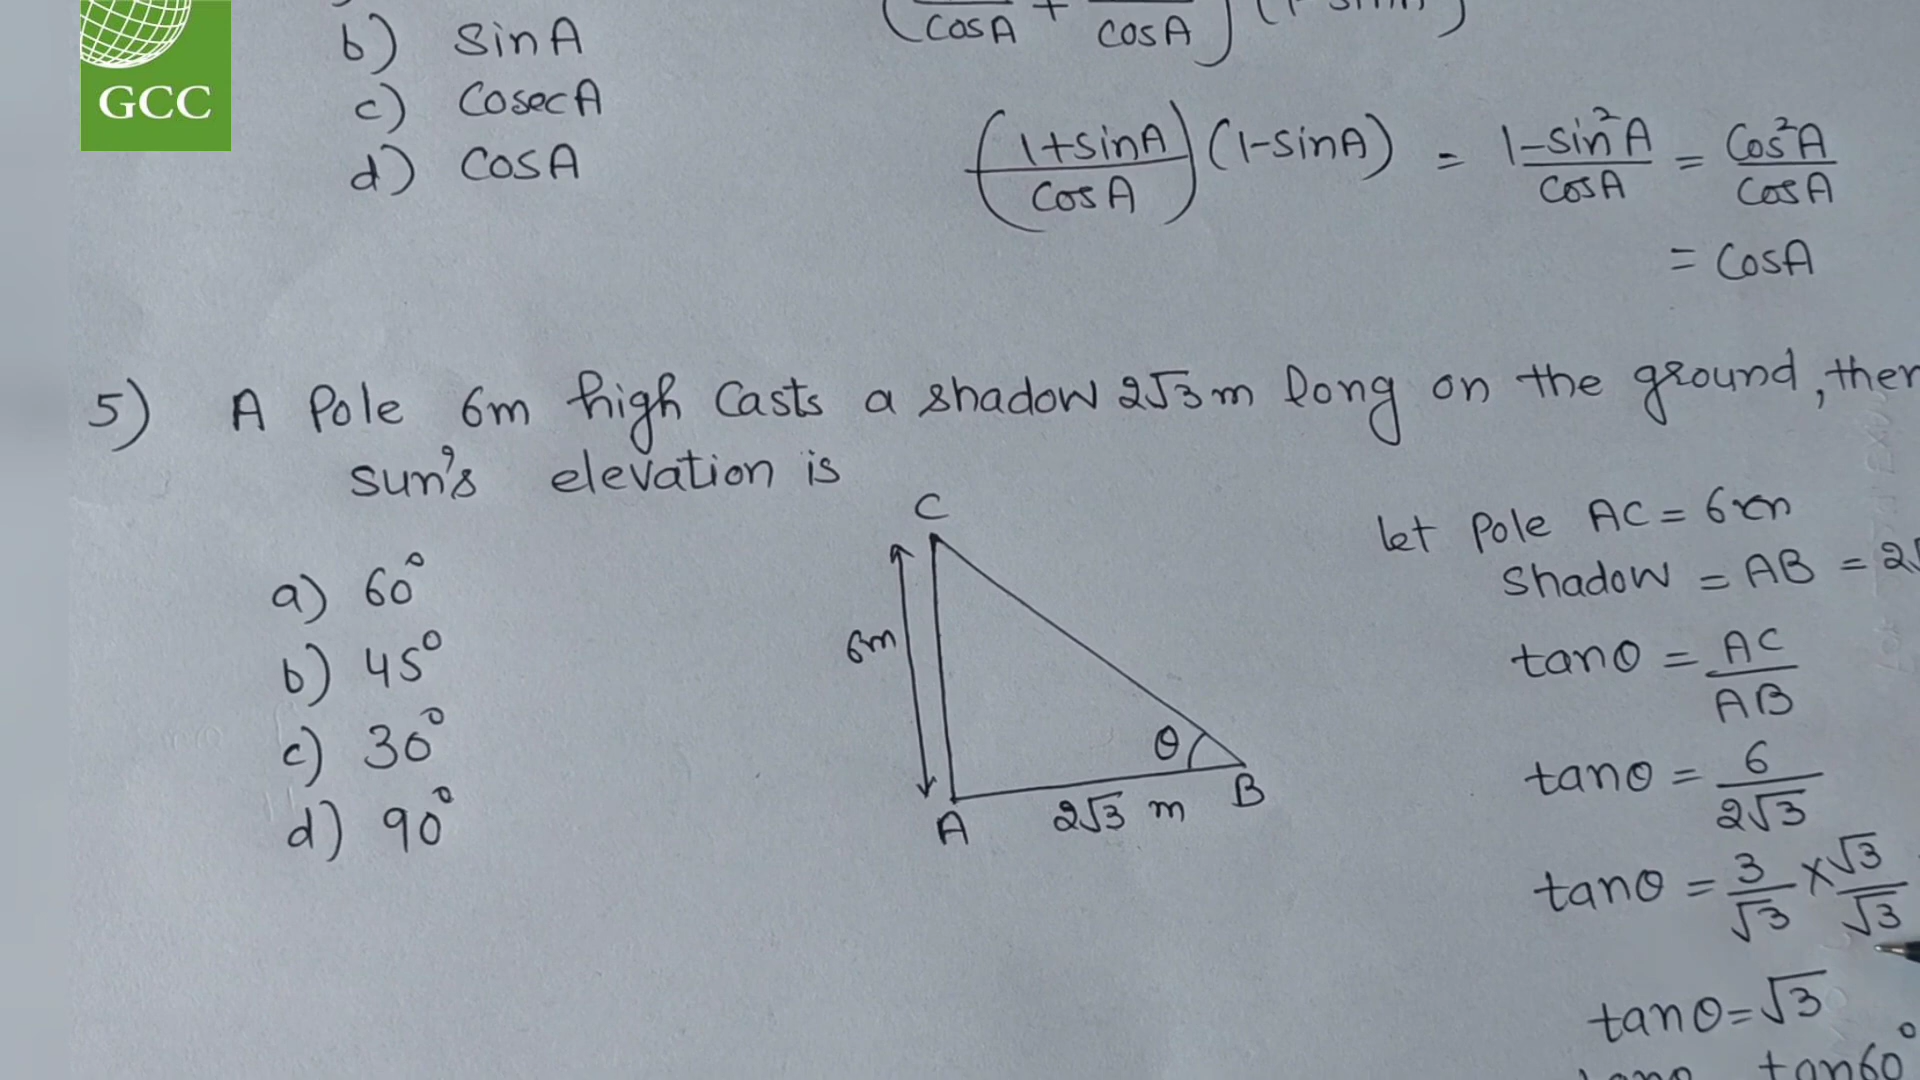 GCC
b) sinA
c) cosecA
d) cosA
cosA + cosA
(1+sinA / cosA)(1-sinA) = 1-sin²A / cosA = cos²A / cosA
= cosA
5) A Pole 6m high casts a shadow 2√3 m long on the ground, then
sun's elevation is
a) 60°
b) 45°
c) 30°
d) 90°
C
6m
θ
A
2√3 m
B
let pole AC = 6m
shadow = AB = 2√
tanθ = AC / AB
tanθ = 6 / 2√3
tanθ = 3 / √3 × √3 / √3
tanθ = √3
tan60°